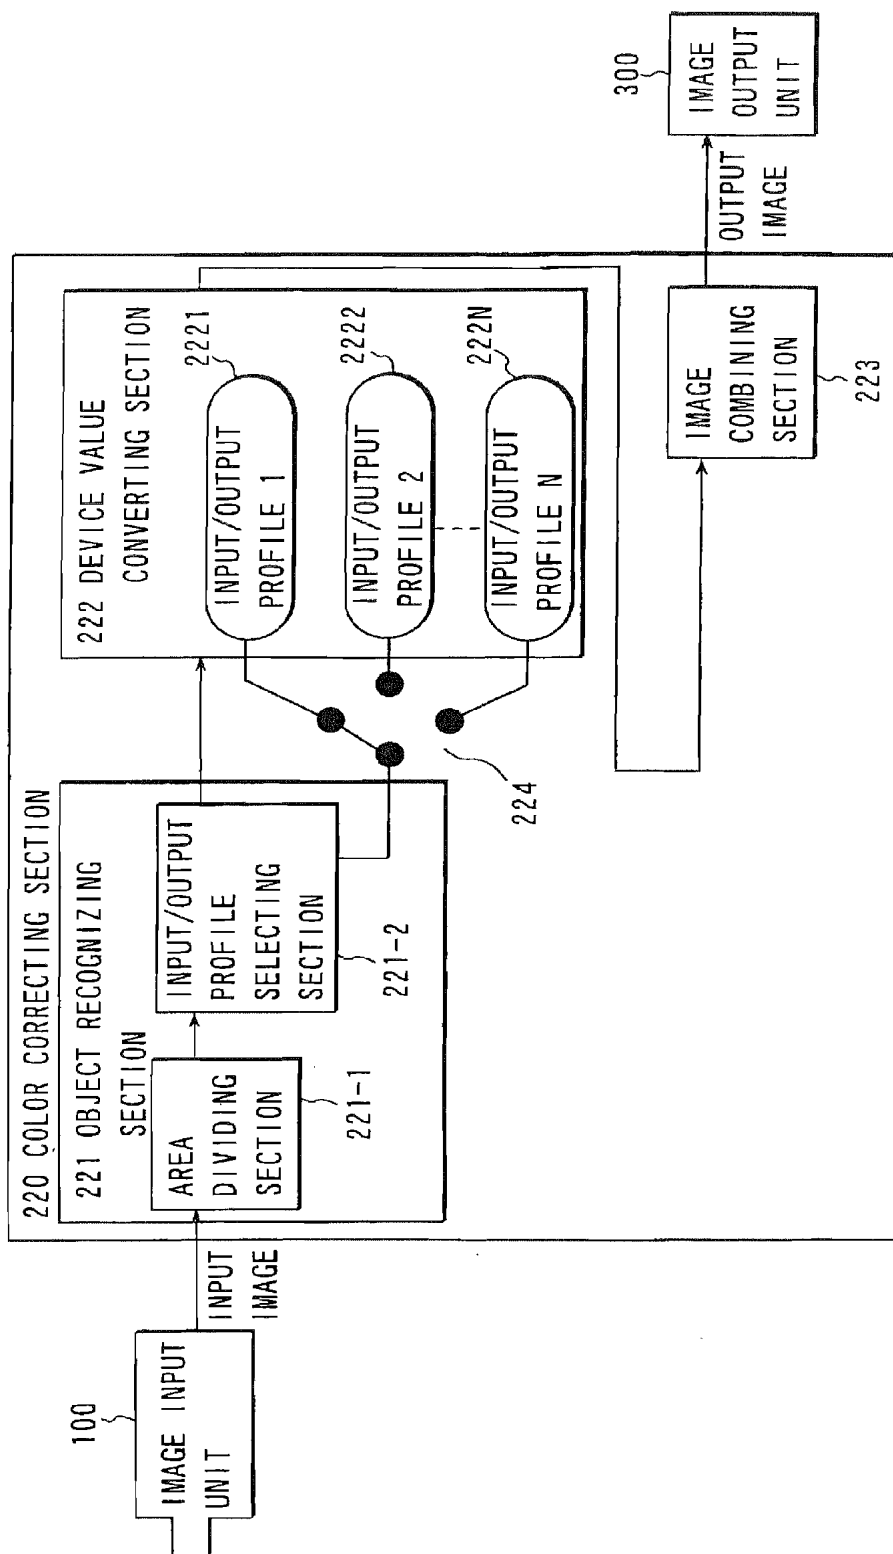 220 COLOR CORRECTING SECTION
221 OBJECT RECOGNIZING
SECTION
100
IMAGE INPUT
UNIT
INPUT
IMAGE
AREA
DIVIDING
SECTION
221-1
INPUT/OUTPUT
PROFILE
SELECTING
SECTION
221-2
224
222 DEVICE VALUE
CONVERTING SECTION
INPUT/OUTPUT
PROFILE 1
2221
INPUT/OUTPUT
PROFILE 2
2222
INPUT/OUTPUT
PROFILE N
222N
IMAGE
COMBINING
SECTION
223
OUTPUT
IMAGE
300
IMAGE
OUTPUT
UNIT